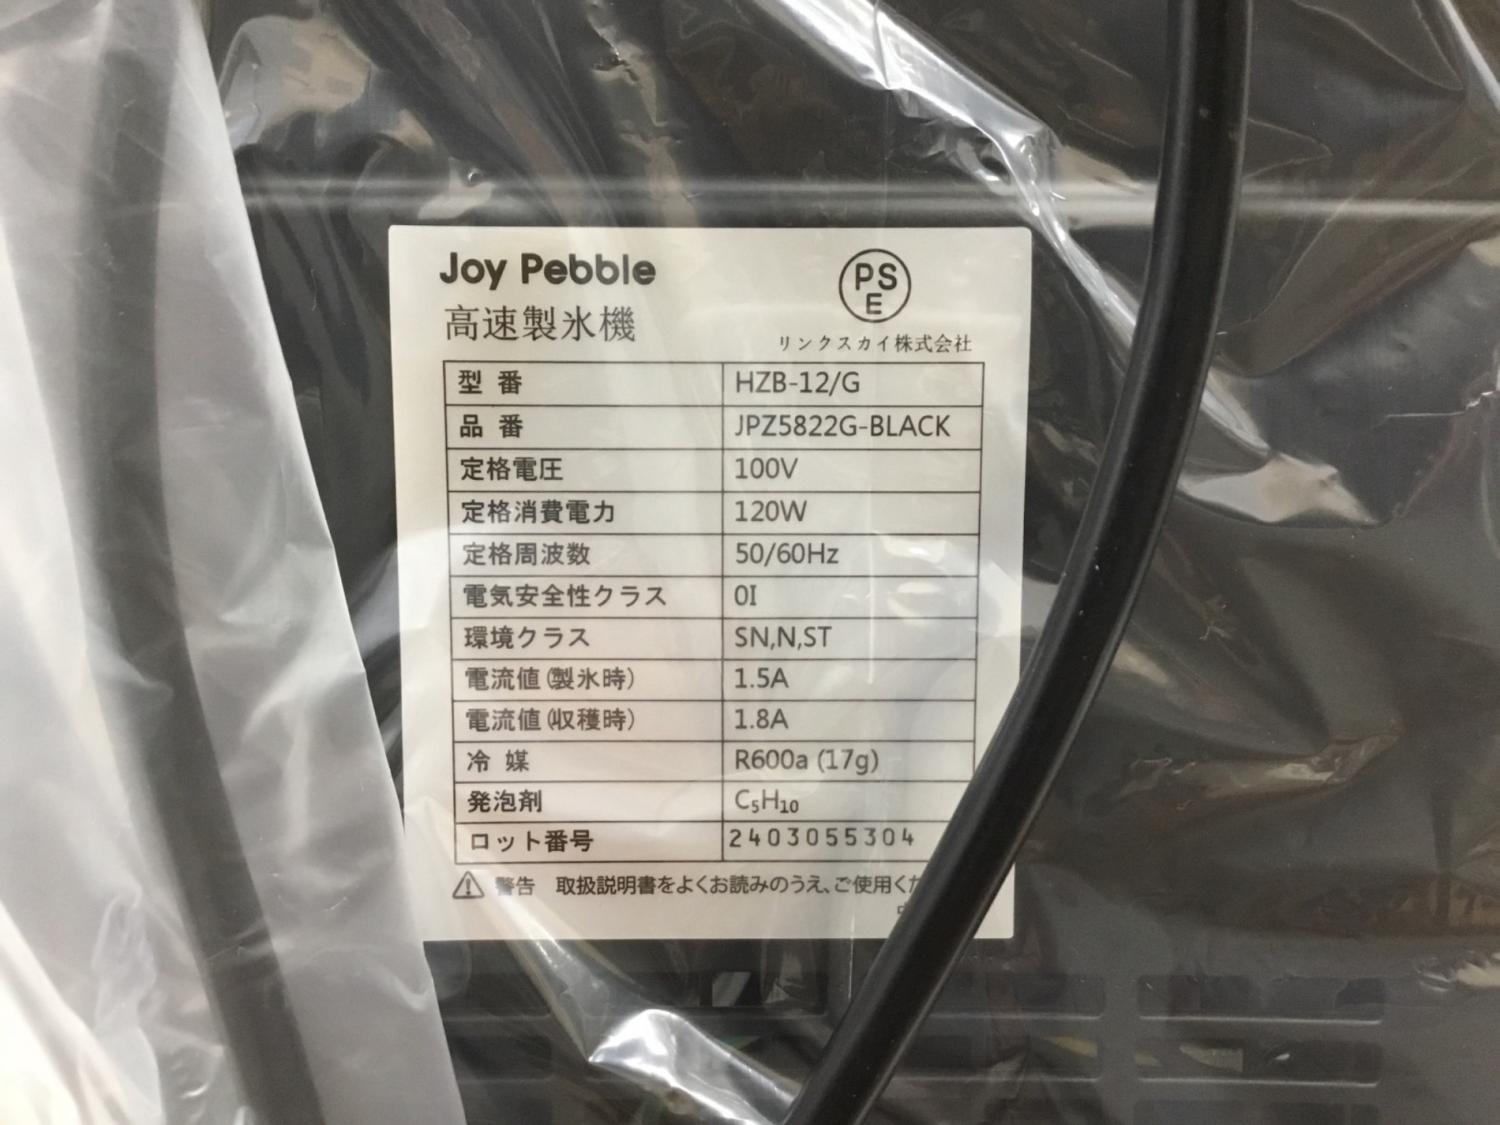 Joy Pebble
高速製氷機
PS
E
リンクスカイ株式会社
型 番 HZB-12/G
品 番 JPZ5822G-BLACK
定格電圧 100V
定格消費電力 120W
定格周波数 50/60Hz
電気安全性クラス 0I
環境クラス SN,N,ST
電流値(製氷時) 1.5A
電流値(収穫時) 1.8A
冷 媒 R600a (17g)
発泡剤 C₅H₁₀
ロット番号 2403055304
⚠ 警告 取扱説明書をよくお読みのうえ、ご使用くだ